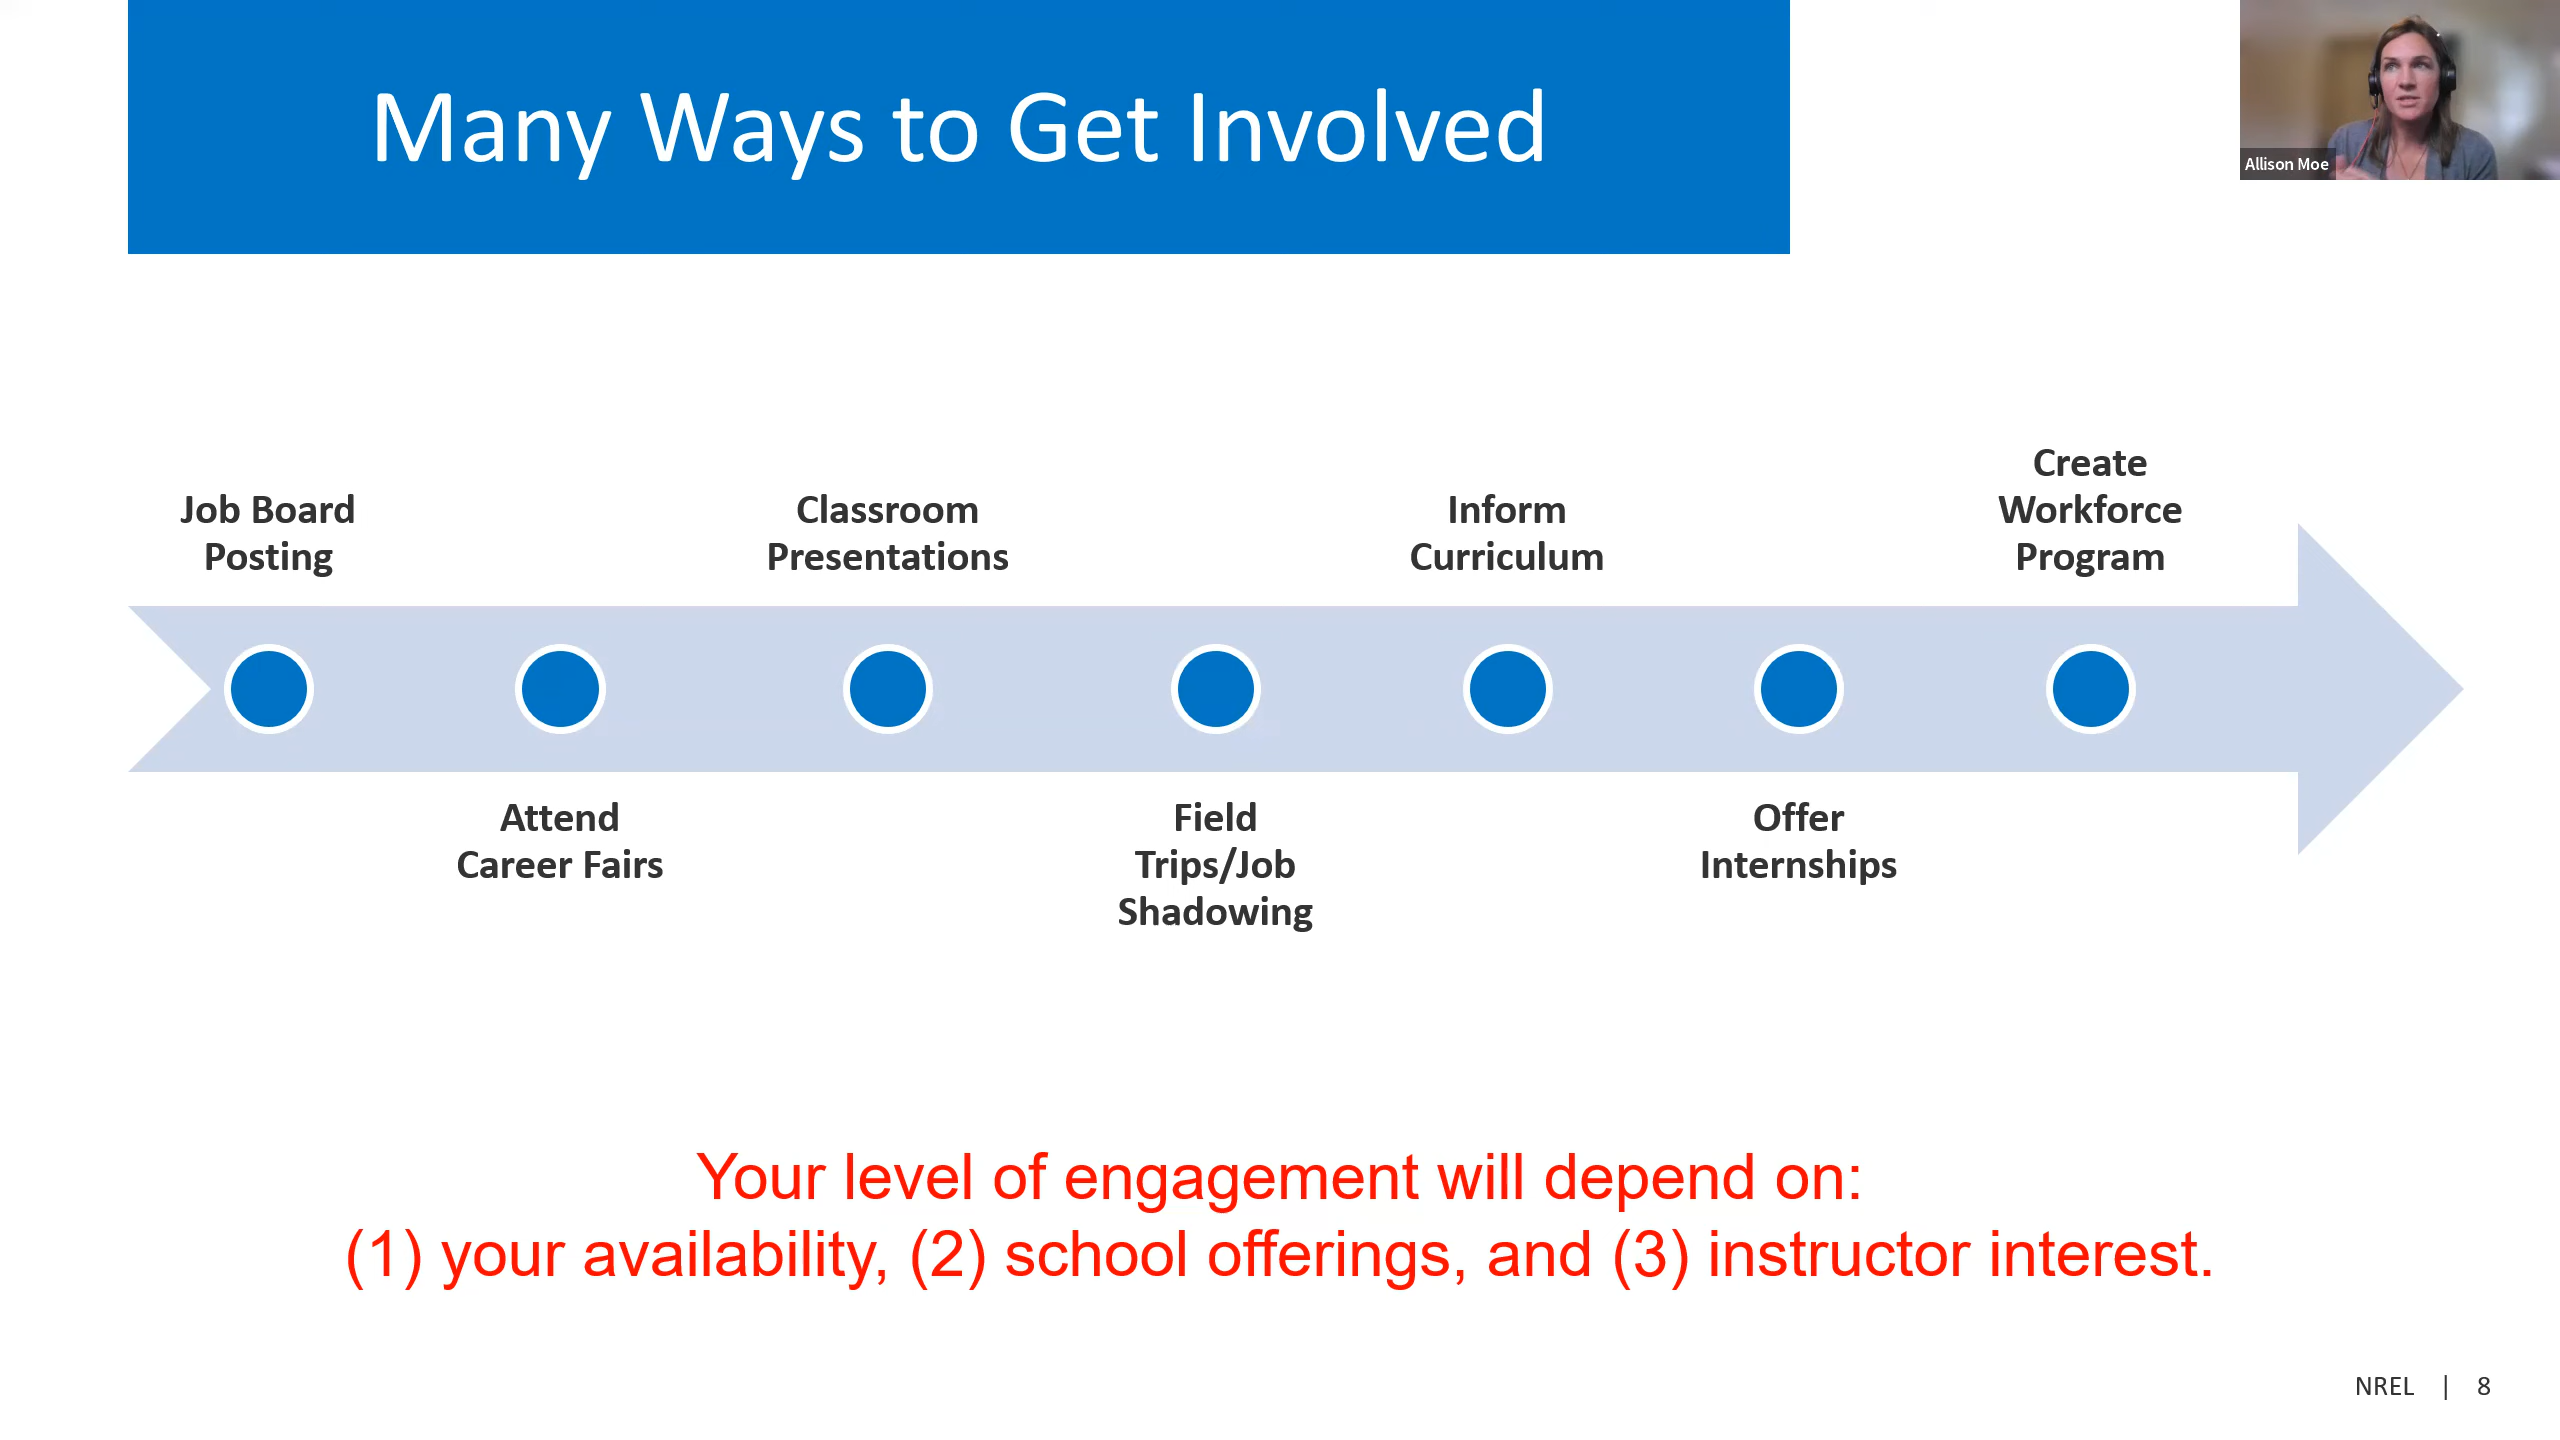 Many Ways to Get Involved
Allison Moe
Job Board
Posting
Attend
Career Fairs
Classroom
Presentations
Field
Trips/Job
Shadowing
Inform
Curriculum
Offer
Internships
Create
Workforce
Program
Your level of engagement will depend on:
(1) your availability, (2) school offerings, and (3) instructor interest.
NREL | 8